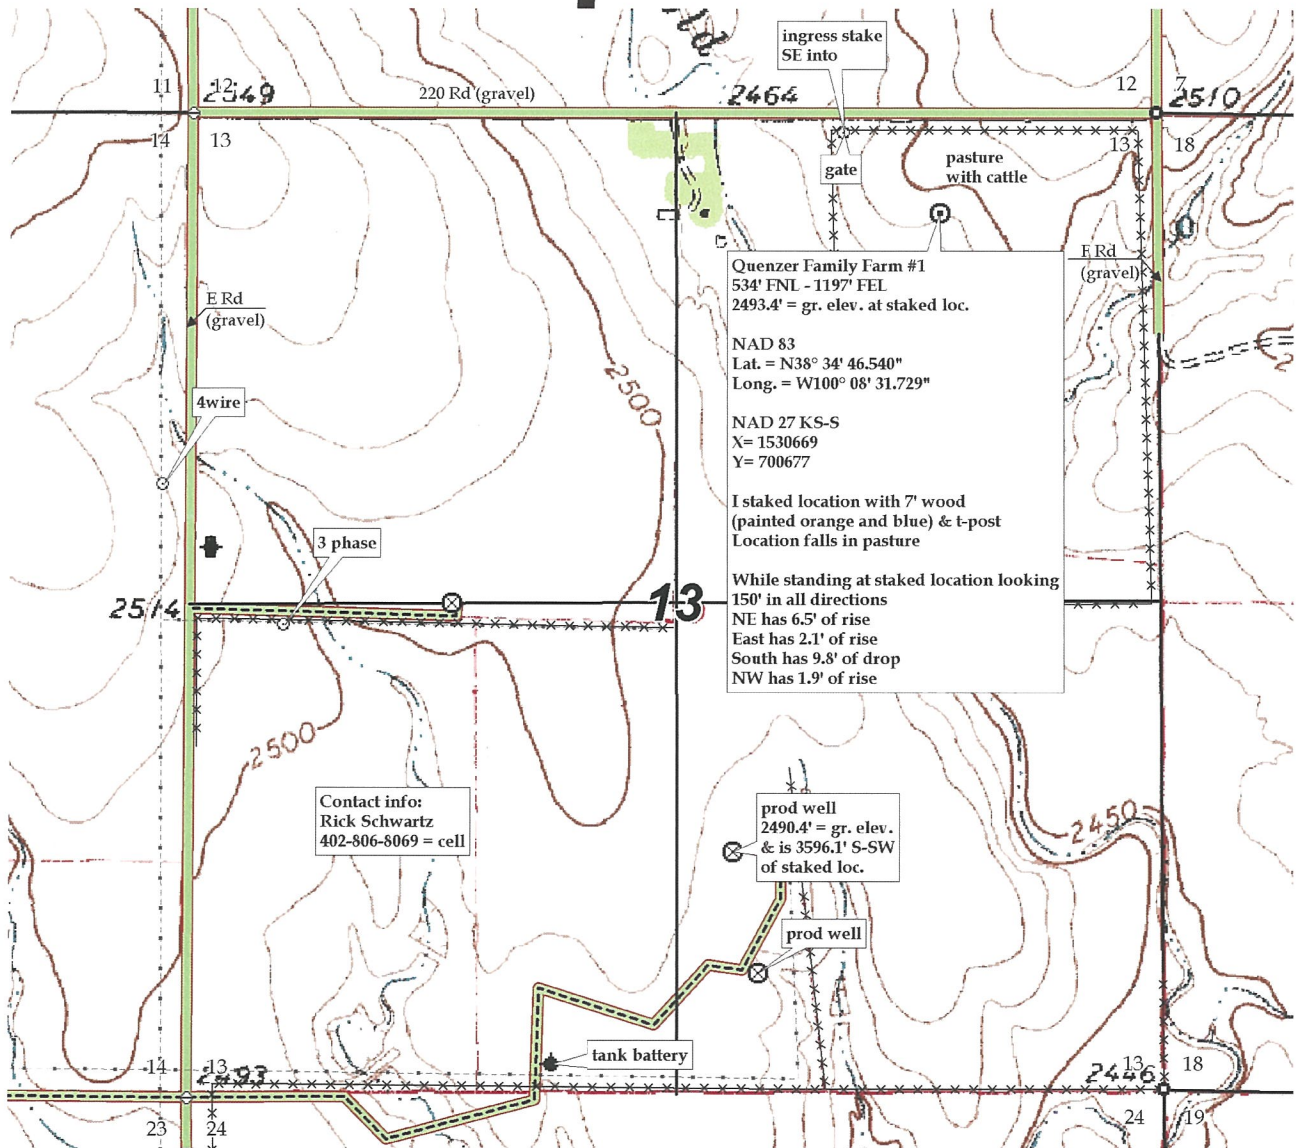 ingress stake
SE into
11
12
2549
220 Rd (gravel)
2464
12
7
2510
14
13
gate
pasture
with cattle
13
18
Quenzer Family Farm #1
534' FNL - 1197' FEL
2493.4' = gr. elev. at staked loc.
NAD 83
Lat. = N38° 34' 46.540"
Long. = W100° 08' 31.729"
NAD 27 KS-S
X= 1530669
Y= 700677
I staked location with 7' wood
(painted orange and blue) & t-post
Location falls in pasture
While standing at staked location looking
150' in all directions
NE has 6.5' of rise
East has 2.1' of rise
South has 9.8' of drop
NW has 1.9' of rise
F Rd
(gravel)
E Rd
(gravel)
2500
4wire
3 phase
2514
13
2500
Contact info:
Rick Schwartz
402-806-8069 = cell
prod well
2490.4' = gr. elev.
& is 3596.1' S-SW
of staked loc.
2450
prod well
tank battery
14
13
2493
2446
13
18
23
24
24
19